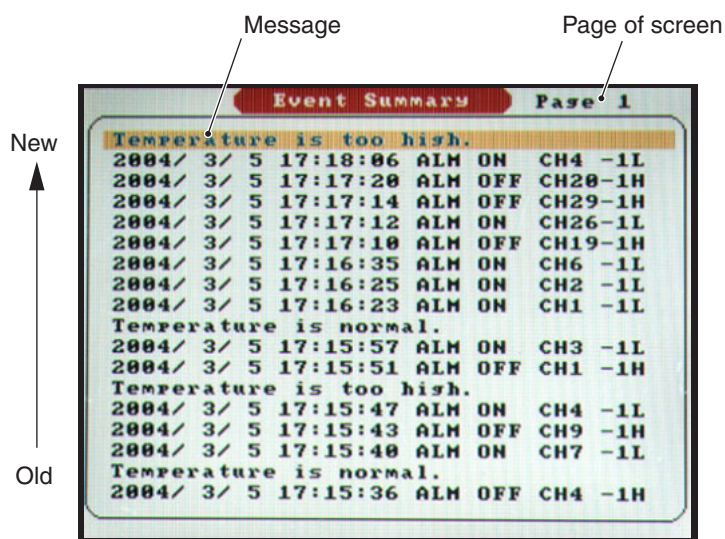 Message Page of screen
Event Summary Page 1
New
Temperature is too high.
2004/ 3/ 5 17:18:06 ALM ON CH4 -1L
2004/ 3/ 5 17:17:20 ALM OFF CH20-1H
2004/ 3/ 5 17:17:14 ALM OFF CH29-1H
2004/ 3/ 5 17:17:12 ALM ON CH26-1L
2004/ 3/ 5 17:17:10 ALM OFF CH19-1H
2004/ 3/ 5 17:16:35 ALM ON CH6 -1L
2004/ 3/ 5 17:16:25 ALM ON CH2 -1L
2004/ 3/ 5 17:16:23 ALM ON CH1 -1L
Temperature is normal.
2004/ 3/ 5 17:15:57 ALM ON CH3 -1L
2004/ 3/ 5 17:15:51 ALM OFF CH1 -1H
Temperature is too high.
2004/ 3/ 5 17:15:47 ALM ON CH4 -1L
2004/ 3/ 5 17:15:43 ALM OFF CH9 -1H
2004/ 3/ 5 17:15:40 ALM ON CH7 -1L
Old
Temperature is normal.
2004/ 3/ 5 17:15:36 ALM OFF CH4 -1H